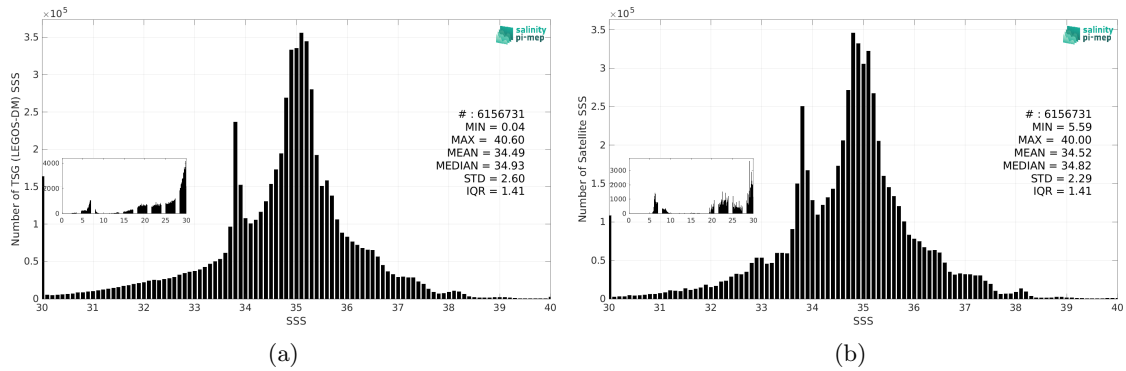 ×10⁵
salinity
pi-mep
3.5
3
2.5
2
1.5
1
0.5
0
Number of TSG (LEGOS-DM) SSS
# : 6156731
MIN = 0.04
MAX = 40.60
MEAN = 34.49
MEDIAN = 34.93
STD = 2.60
IQR = 1.41
4000
2000
0
0 5 10 15 20 25 30
30 31 32 33 34 35 36 37 38 39 40
SSS
(a)
×10⁵
salinity
pi-mep
3.5
3
2.5
2
1.5
1
0.5
0
Number of Satellite SSS
# : 6156731
MIN = 5.59
MAX = 40.00
MEAN = 34.52
MEDIAN = 34.82
STD = 2.29
IQR = 1.41
3000
2000
1000
0
0 5 10 15 20 25 30
30 31 32 33 34 35 36 37 38 39 40
SSS
(b)